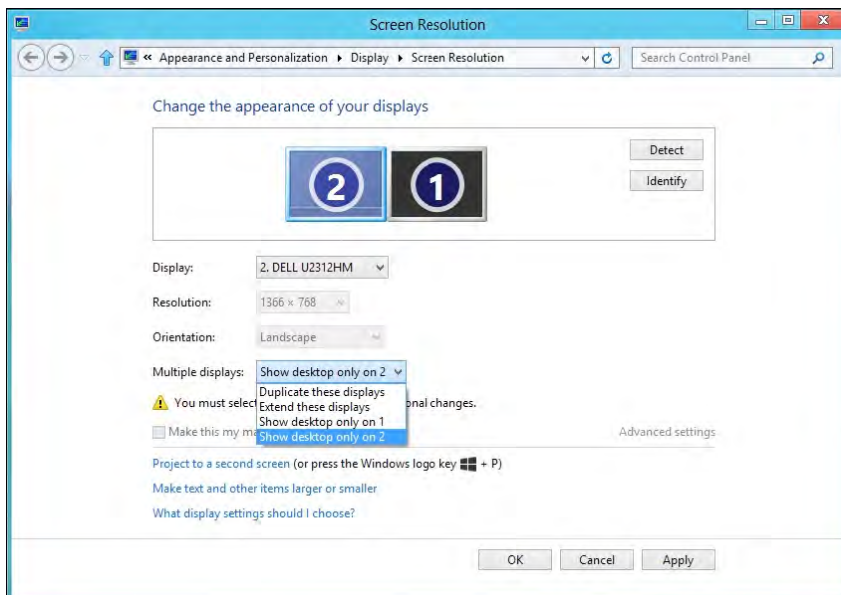 Screen Resolution
« Appearance and Personalization Display Screen Resolution
Search Control Panel
Change the appearance of your displays
2
1
Detect
Identify
Display: 2. DELL U2312HM
Resolution: 1366 × 768
Orientation: Landscape
Multiple displays: Show desktop only on 2
Duplicate these displays
You must select onal changes.
Extend these displays
Show desktop only on 1
Make this my m
Show desktop only on 2
Advanced settings
Project to a second screen (or press the Windows logo key + P)
Make text and other items larger or smaller
What display settings should I choose?
OK Cancel Apply